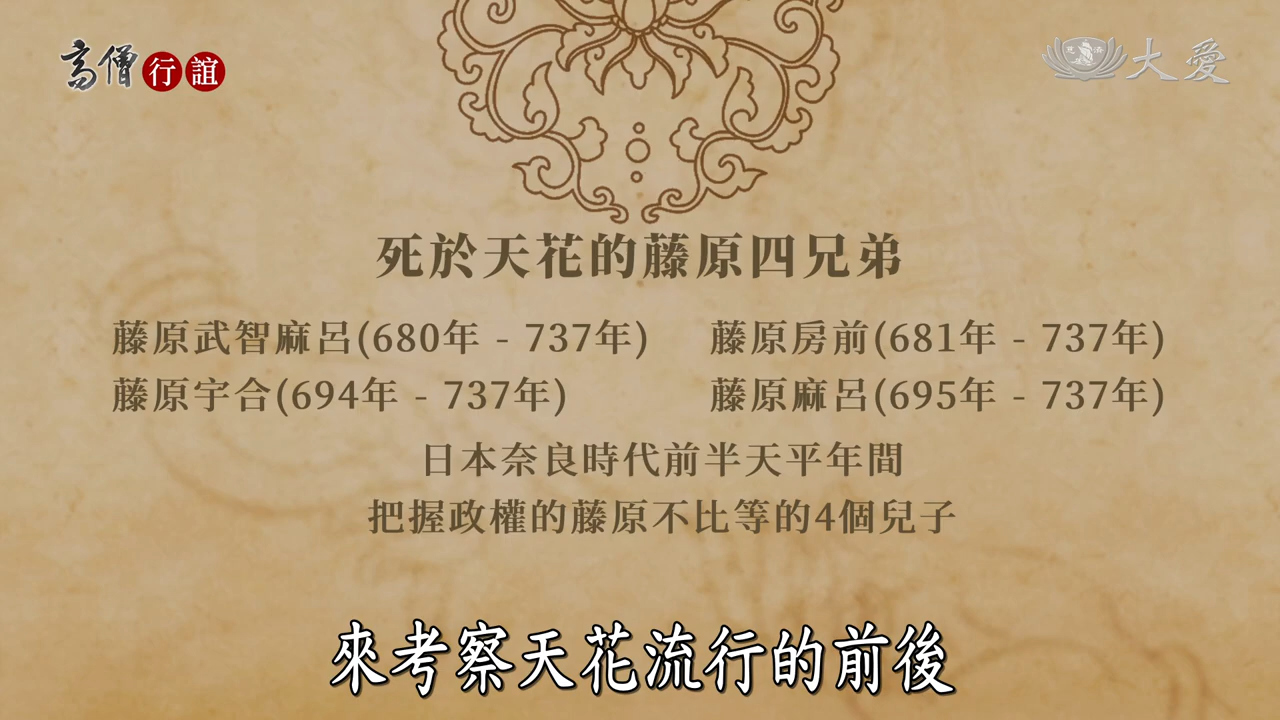 高僧行誼
慈濟 大愛
死於天花的藤原四兄弟
藤原武智麻呂(680年 - 737年) 藤原房前(681年 - 737年)
藤原宇合(694年 - 737年) 藤原麻呂(695年 - 737年)
日本奈良時代前半天平年間
把握政權的藤原不比等的4個兒子
來考察天花流行的前後